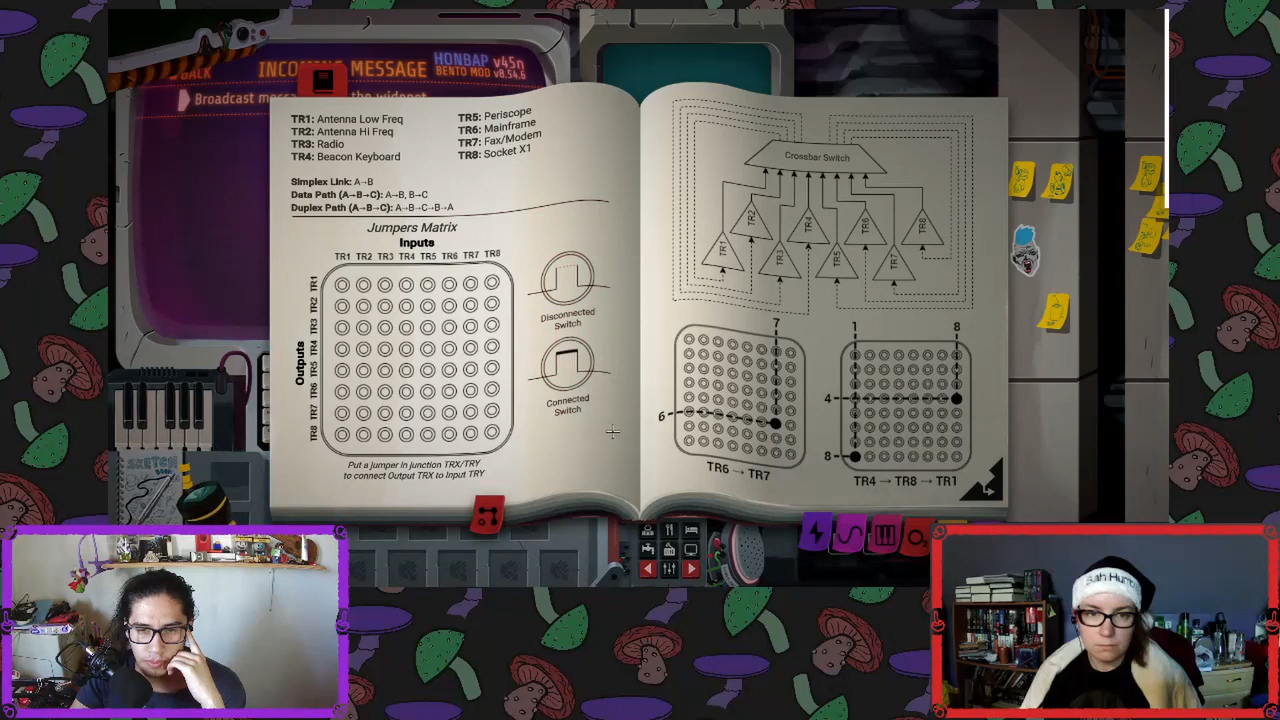 BACK
INCOMING MESSAGE
HONBAP v45n
BENTO MOD v8.54.6
Broadcast
TR1: Antenna Low Freq
TR2: Antenna Hi Freq
TR3: Radio
TR4: Beacon Keyboard
TR5: Periscope
TR6: Mainframe
TR7: Fax/Modem
TR8: Socket X1
Simplex Link: A→B
Data Path (A→B→C): A→B, B→C
Duplex Path (A→B→C): A→B→C→B→A
Jumpers Matrix
Inputs
TR1 TR2 TR3 TR4 TR5 TR6 TR7 TR8
Outputs
TR1
TR2
TR3
TR4
TR5
TR6
TR7
TR8
Put a jumper in junction TRX/TRY
to connect Output TRX to Input TRY
Disconnected
Switch
Connected
Switch
Crossbar Switch
TR1
TR2
TR3
TR4
TR5
TR6
TR7
TR8
7
6
TR6 → TR7
1 8
4
8
TR4 → TR8 → TR1
SKETCH
Bah Humb